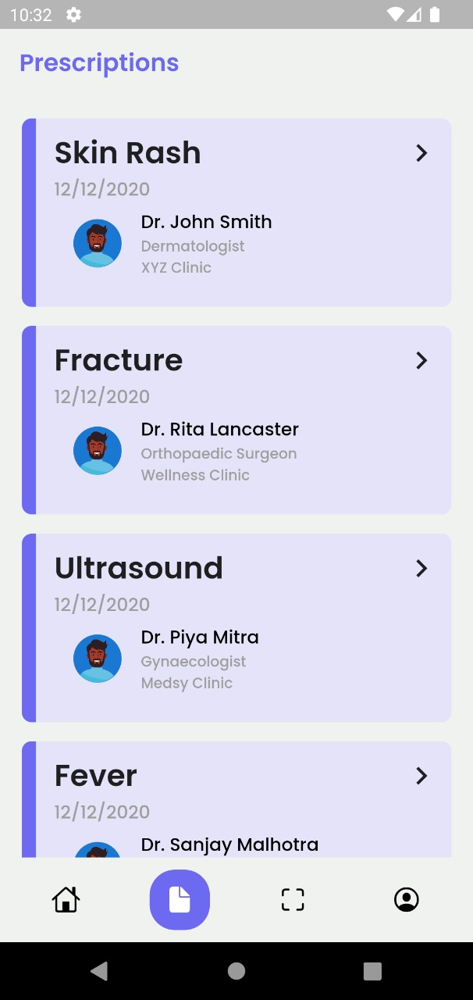 10:32
Prescriptions
Skin Rash
12/12/2020
Dr. John Smith
Dermatologist
XYZ Clinic
Fracture
12/12/2020
Dr. Rita Lancaster
Orthopaedic Surgeon
Wellness Clinic
Ultrasound
12/12/2020
Dr. Piya Mitra
Gynaecologist
Medsy Clinic
Fever
12/12/2020
Dr. Sanjay Malhotra